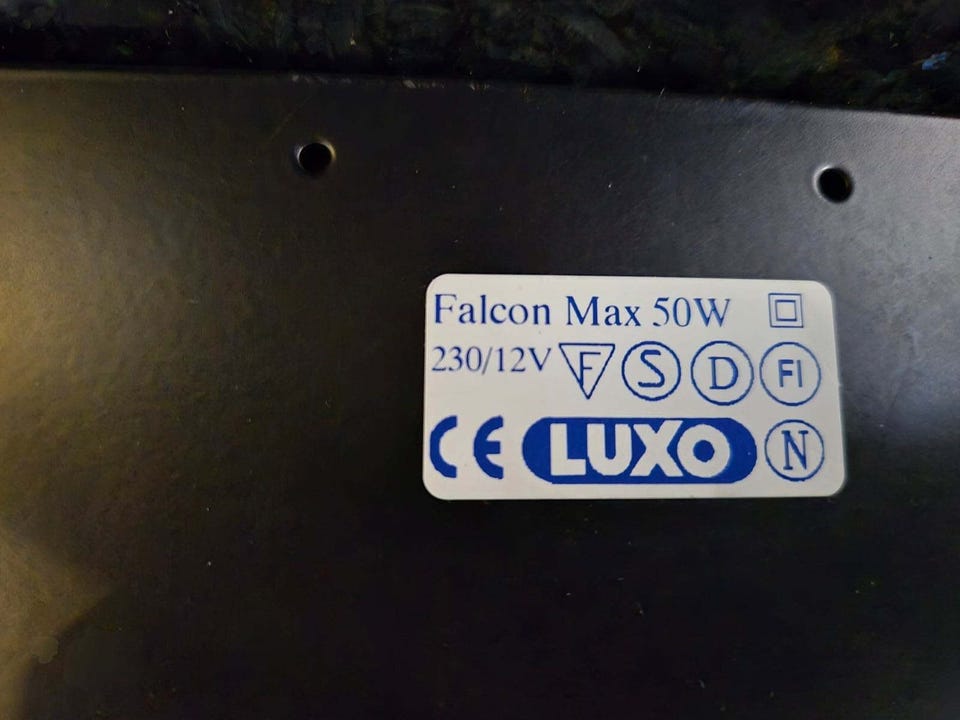 Falcon Max 50W
230/12V F S D FI
CE LUXO N